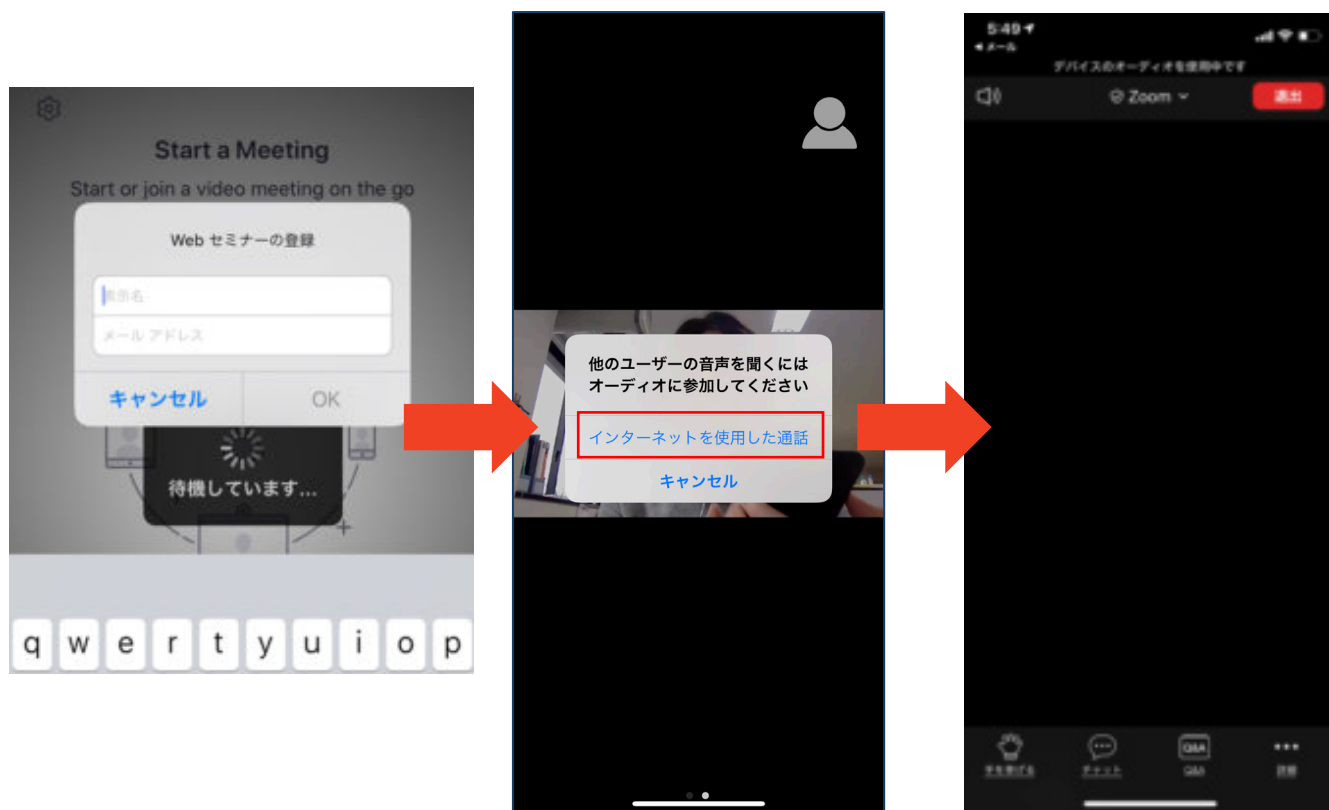 Start a Meeting
Start or join a video meeting on the go
Web セミナーの登録
表示名
メール アドレス
キャンセル
OK
待機しています...
q w e r t y u i o p
他のユーザーの音声を聞くには
オーディオに参加してください
インターネットを使用した通話
キャンセル
5:49
メール
デバイスのオーディオを使用中です
Zoom
退出
手を挙げる
チャット
Q&A
Q&A
詳細